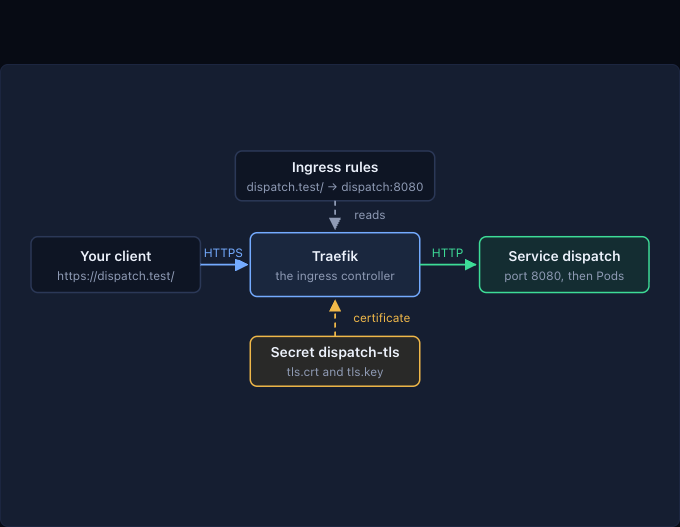 Ingress rules
dispatch.test/ → dispatch:8080
reads
Your client
https://dispatch.test/
HTTPS
Traefik
the ingress controller
HTTP
Service dispatch
port 8080, then Pods
certificate
Secret dispatch-tls
tls.crt and tls.key